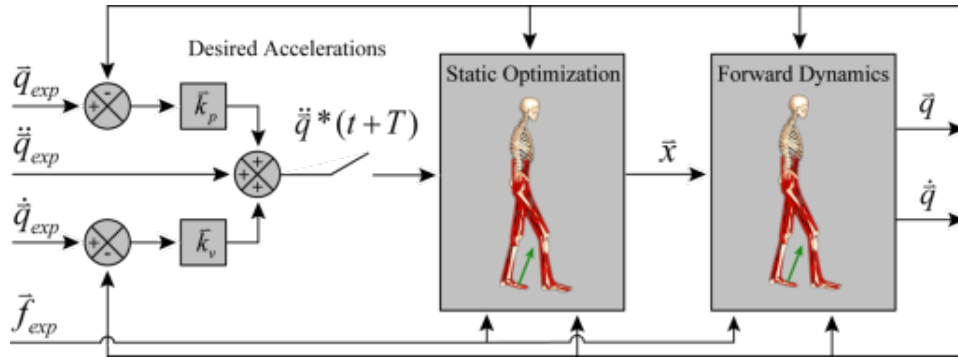 Desired Accelerations
Static Optimization
Forward Dynamics
q⃗ exp
- 
+
k⃗ p
q̈⃗ exp
+
+
+
q̈⃗ * (t + T)
x⃗
q⃗
q̇⃗
q̇⃗ exp
+
-
k⃗ v
f⃗ exp